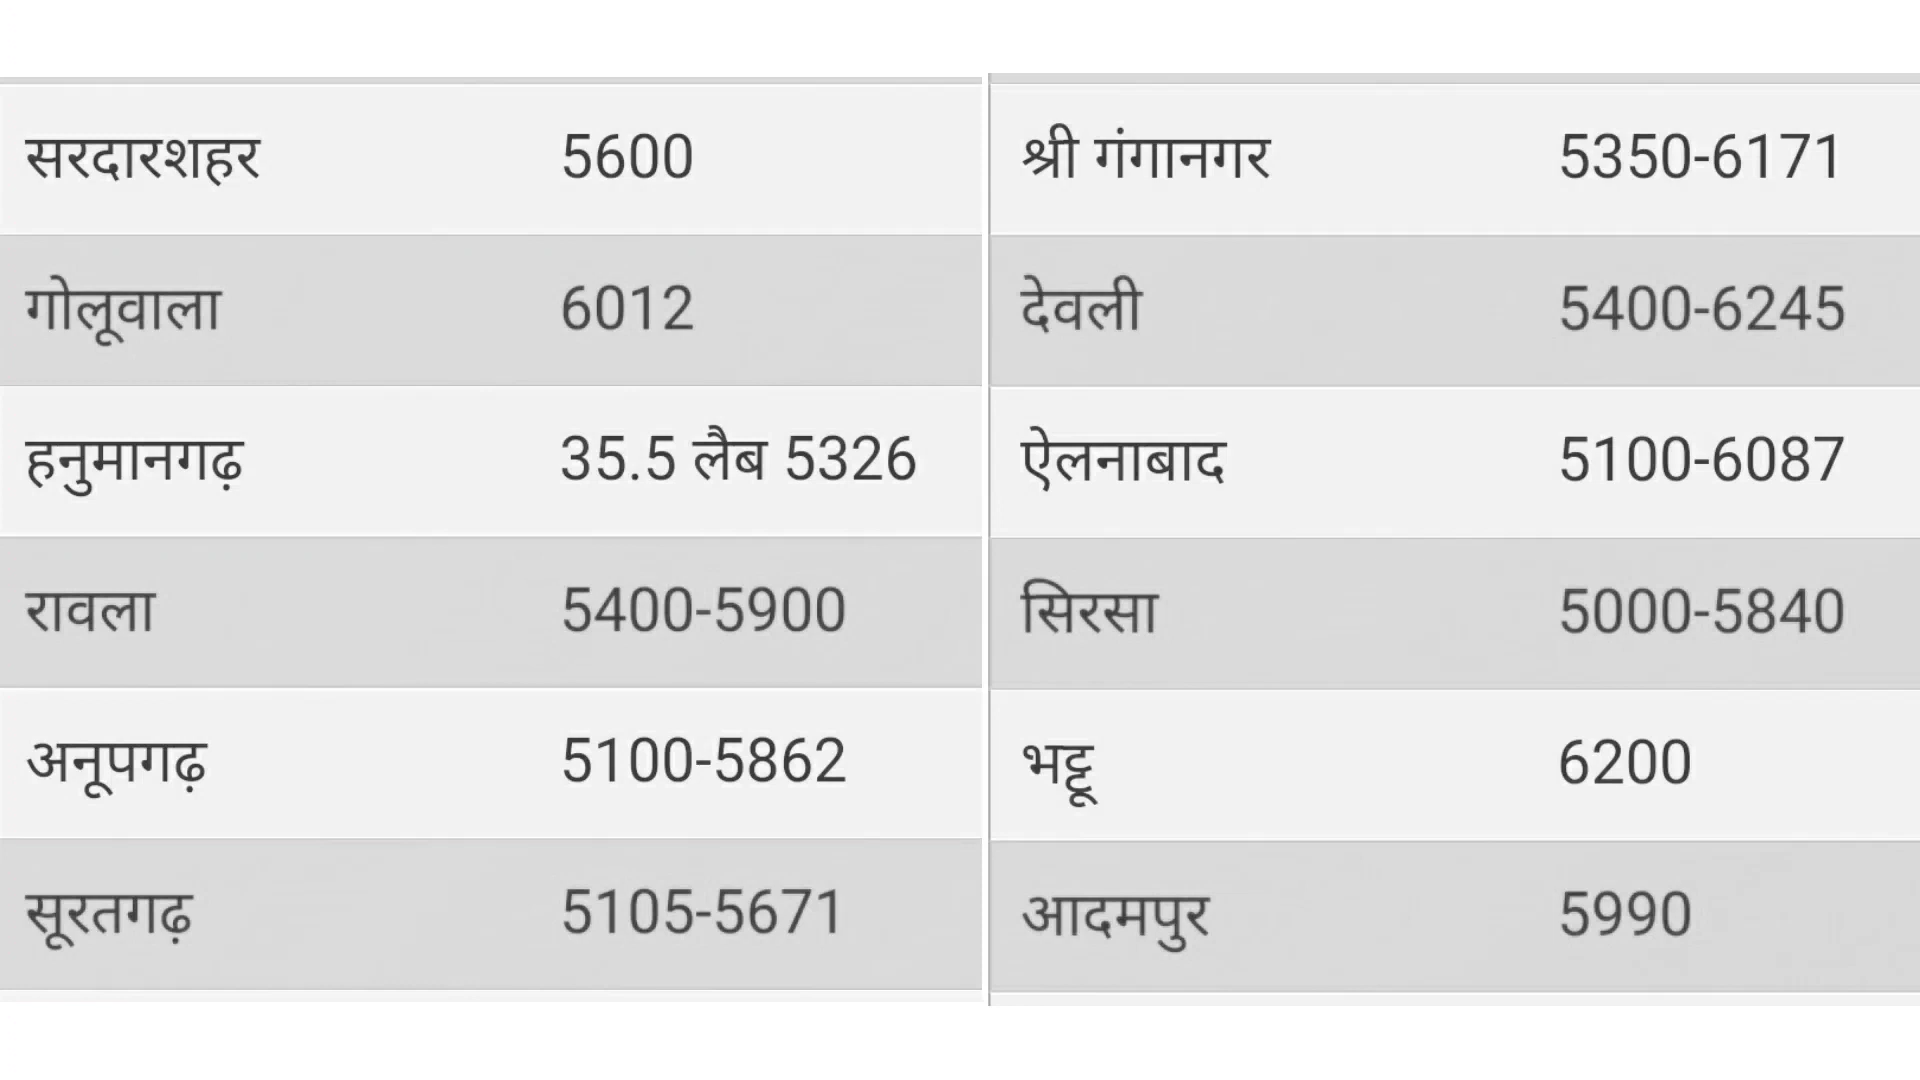 सरदारशहर 5600
गोलूवाला 6012
हनुमानगढ़ 35.5 लैब 5326
रावला 5400-5900
अनूपगढ़ 5100-5862
सूरतगढ़ 5105-5671
श्री गंगानगर 5350-6171
देवली 5400-6245
ऐलनाबाद 5100-6087
सिरसा 5000-5840
भट्टू 6200
आदमपुर 5990